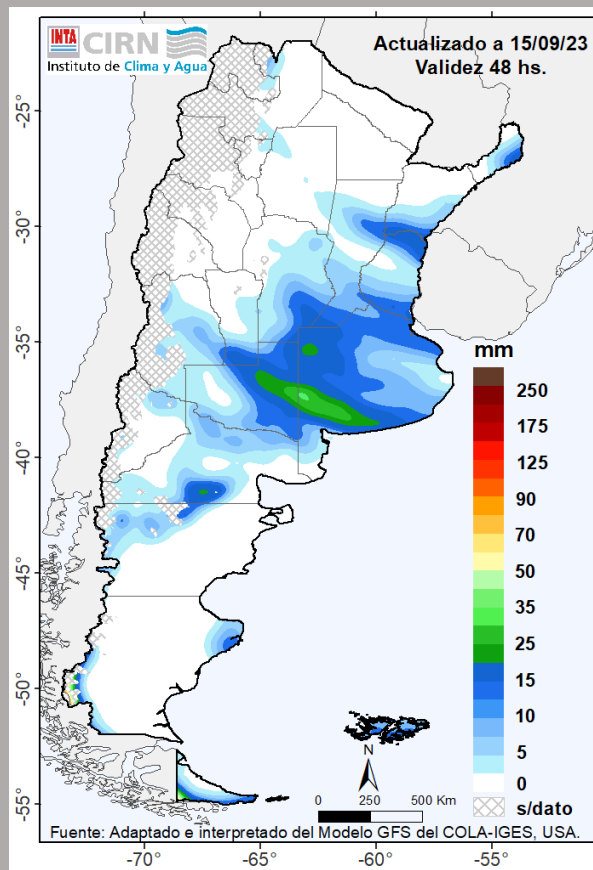 INTA CIRN
Instituto de Clima y Agua
Actualizado a 15/09/23
Validez 48 hs.
-25°
-30°
-35°
-40°
-45°
-50°
-55°
mm
250
175
125
90
70
50
35
25
15
10
5
0
s/dato
N
0 250 500 Km
Fuente: Adaptado e interpretado del Modelo GFS del COLA-IGES, USA.
-70° -65° -60° -55°